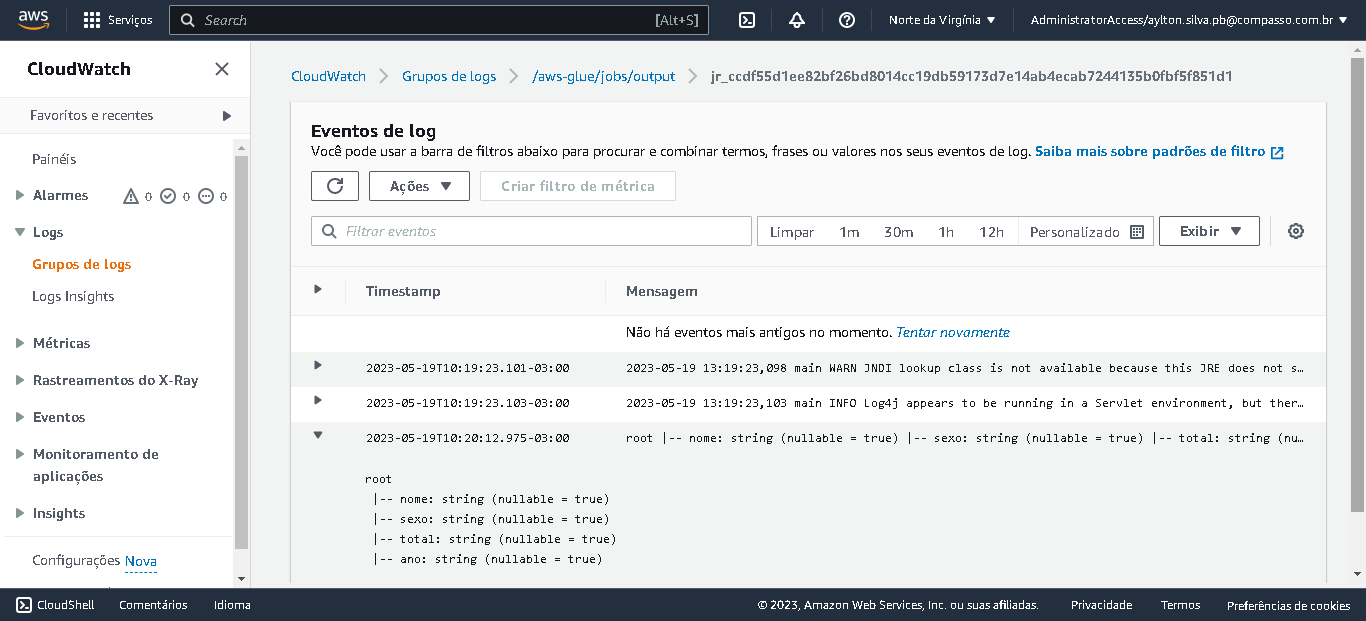 aws
Serviços
Search
[Alt+S]
Norte da Virgínia
AdministratorAccess/aylton.silva.pb@compasso.com.br
CloudWatch
Favoritos e recentes
Painéis
Alarmes 0 0 0
Logs
Grupos de logs
Logs Insights
Métricas
Rastreamentos do X-Ray
Eventos
Monitoramento de
aplicações
Insights
Configurações Nova
CloudWatch > Grupos de logs > /aws-glue/jobs/output > jr_ccdf55d1ee82bf26bd8014cc19db59173d7e14ab4ecab7244135b0fbf5f851d1
Eventos de log
Você pode usar a barra de filtros abaixo para procurar e combinar termos, frases ou valores nos seus eventos de log. Saiba mais sobre padrões de filtro
Ações
Criar filtro de métrica
Filtrar eventos
Limpar 1m 30m 1h 12h Personalizado
Exibir
Timestamp Mensagem
Não há eventos mais antigos no momento. Tentar novamente
2023-05-19T10:19:23.101-03:00 2023-05-19 13:19:23,098 main WARN JNDI lookup class is not available because this JRE does not s…
2023-05-19T10:19:23.103-03:00 2023-05-19 13:19:23,103 main INFO Log4j appears to be running in a Servlet environment, but ther…
2023-05-19T10:20:12.975-03:00 root |-- nome: string (nullable = true) |-- sexo: string (nullable = true) |-- total: string (nu…
root
|-- nome: string (nullable = true)
|-- sexo: string (nullable = true)
|-- total: string (nullable = true)
|-- ano: string (nullable = true)
CloudShell Comentários Idioma
© 2023, Amazon Web Services, Inc. ou suas afiliadas. Privacidade Termos Preferências de cookies